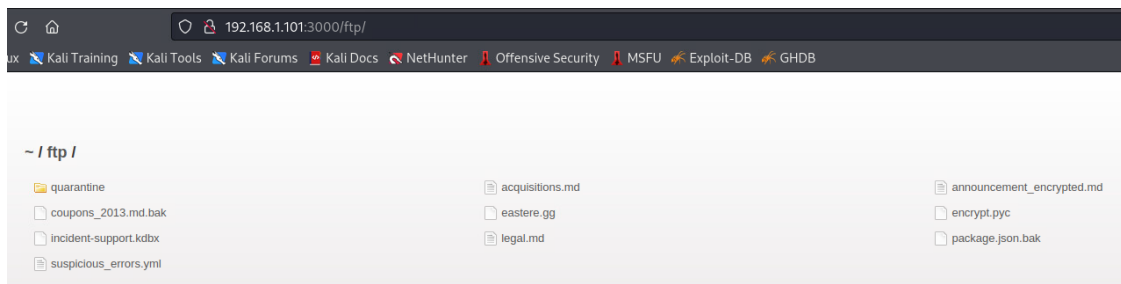 192.168.1.101:3000/ftp/
ux Kali Training Kali Tools Kali Forums Kali Docs NetHunter Offensive Security MSFU Exploit-DB GHDB
~ / ftp /
quarantine acquisitions.md announcement_encrypted.md
coupons_2013.md.bak eastere.gg encrypt.pyc
incident-support.kdbx legal.md package.json.bak
suspicious_errors.yml